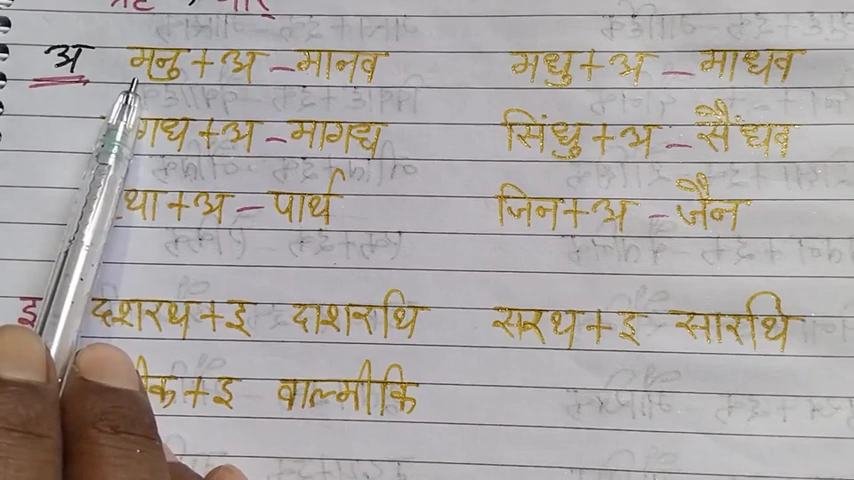 अ मनु + अ - मानव मधु + अ - माधव
गध + अ - मागध सिंधु + अ - सैंधव
था + अ - पार्थ जिन + अ - जैन
इ दशरथ + इ दाशरथि सरथ + इ सारथि
ीक + इ वाल्मीकि